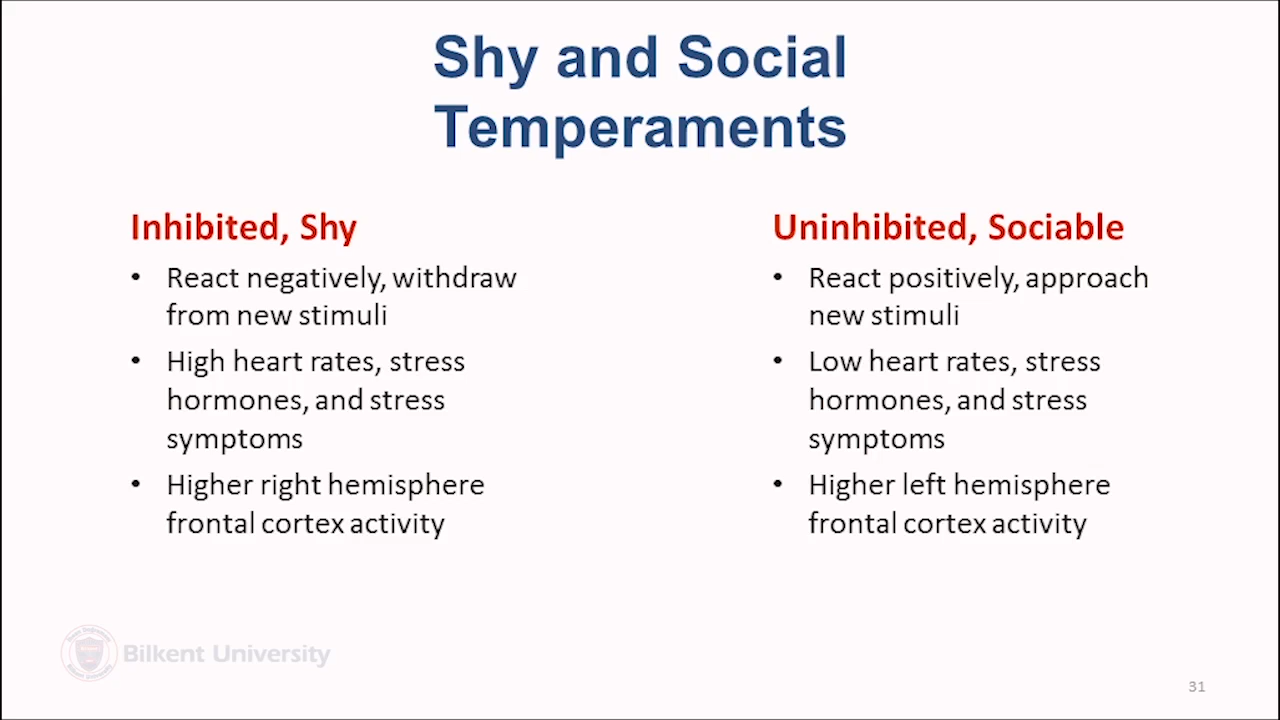 Shy and Social
Temperaments
Inhibited, Shy
• React negatively, withdraw
from new stimuli
• High heart rates, stress
hormones, and stress
symptoms
• Higher right hemisphere
frontal cortex activity
Uninhibited, Sociable
• React positively, approach
new stimuli
• Low heart rates, stress
hormones, and stress
symptoms
• Higher left hemisphere
frontal cortex activity
Bilkent University
31